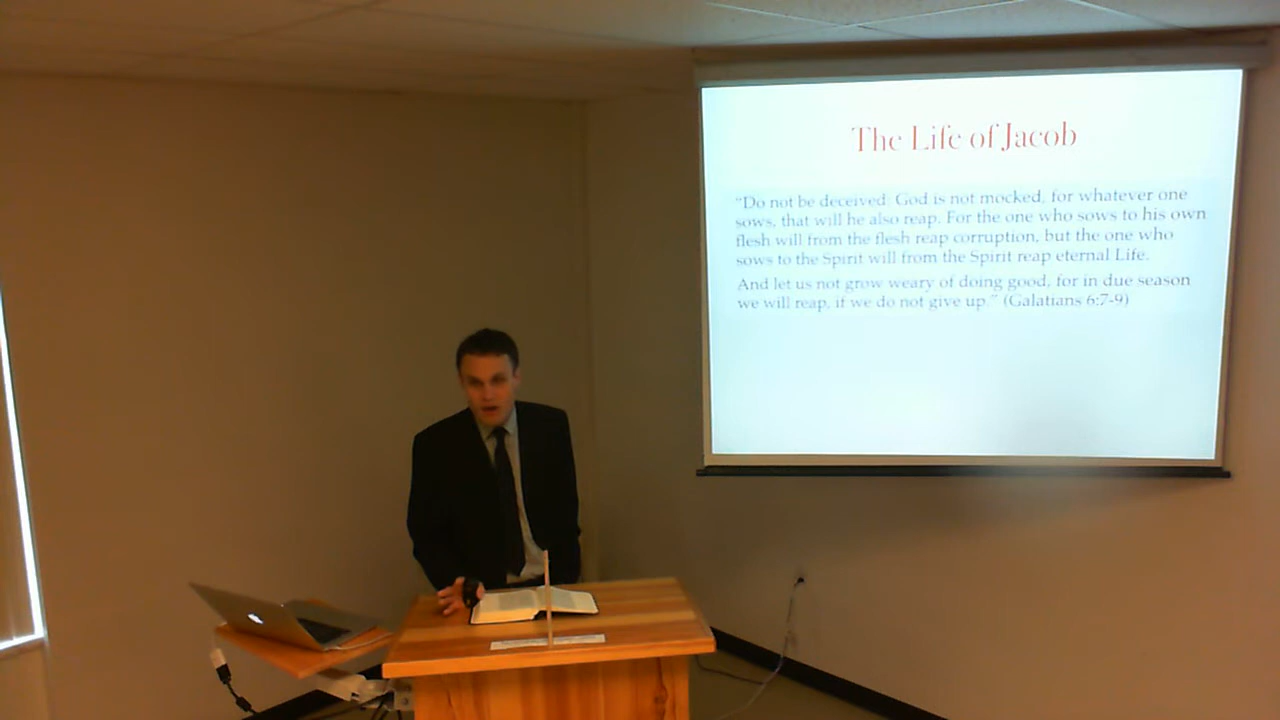 The Life of Jacob
“Do not be deceived: God is not mocked, for whatever one
sows, that will he also reap. For the one who sows to his own
flesh will from the flesh reap corruption, but the one who
sows to the Spirit will from the Spirit reap eternal Life.
And let us not grow weary of doing good, for in due season
we will reap, if we do not give up.” (Galatians 6:7-9)